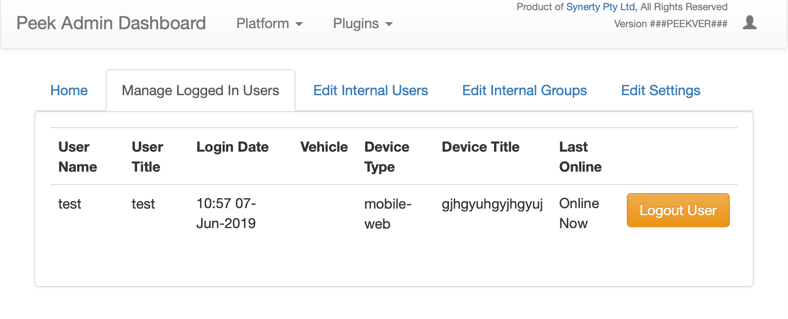 Product of Synerty Pty Ltd, All Rights Reserved
Peek Admin Dashboard Platform Plugins Version ###PEEKVER###
Home Manage Logged In Users Edit Internal Users Edit Internal Groups Edit Settings
User Name User Title Login Date Vehicle Device Type Device Title Last Online
test test 10:57 07-Jun-2019 mobile-web gjhgyuhgyjhgyuj Online Now Logout User